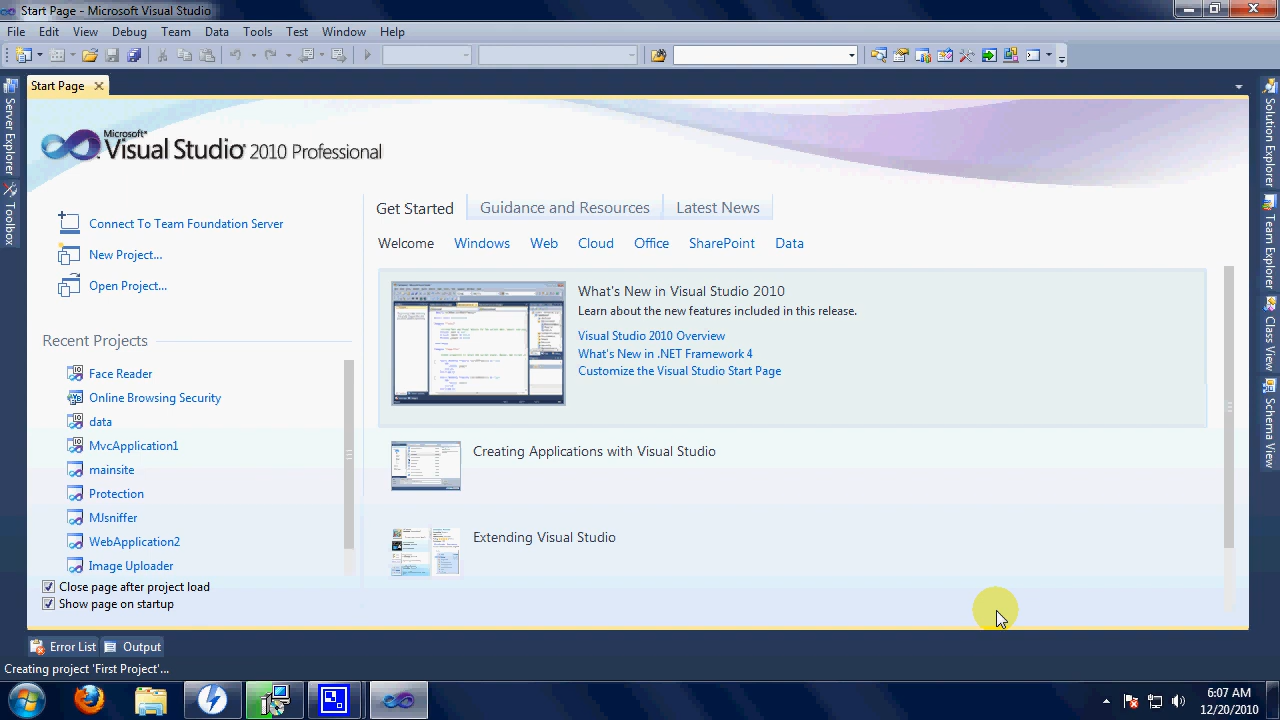 Start Page - Microsoft Visual Studio
File Edit View Debug Team Data Tools Test Window Help
Start Page
Server Explorer
Toolbox
Microsoft®
Visual Studio® 2010 Professional
Connect To Team Foundation Server
New Project...
Open Project...
Recent Projects
Face Reader
Online Browsing Security
data
MvcApplication1
mainsite
Protection
MJsniffer
WebApplication2
Image Uploader
Close page after project load
Show page on startup
Get Started Guidance and Resources Latest News
Welcome Windows Web Cloud Office SharePoint Data
What's New in Visual Studio 2010
Learn about the new features included in this release.
Visual Studio 2010 Overview
What's New in .NET Framework 4
Customize the Visual Studio Start Page
Creating Applications with Visual Studio
Extending Visual Studio
Solution Explorer
Team Explorer
Class View
Schema View
Error List Output
Creating project 'First Project'...
6:07 AM
12/20/2010